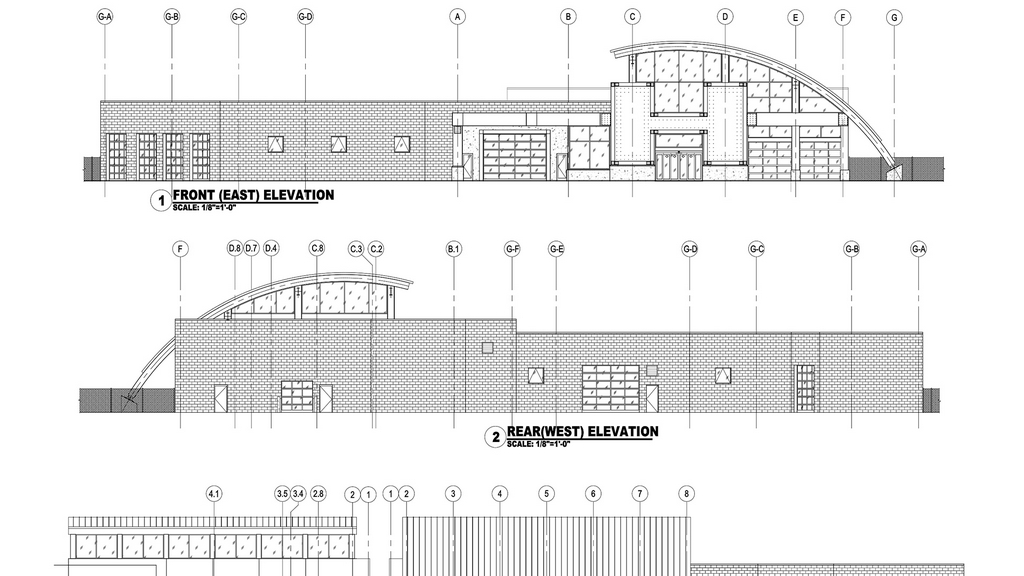 G-A G-B G-C G-D A B C D E F G
1 FRONT (EAST) ELEVATION
SCALE: 1/8"=1'-0"
F D.8 D.7 D.4 C.8 C.3 C.2 B.1 G-F G-E G-D G-C G-B G-A
2 REAR(WEST) ELEVATION
SCALE: 1/8"=1'-0"
4.1 3.5 3.4 2.8 2 1 1 2 3 4 5 6 7 8